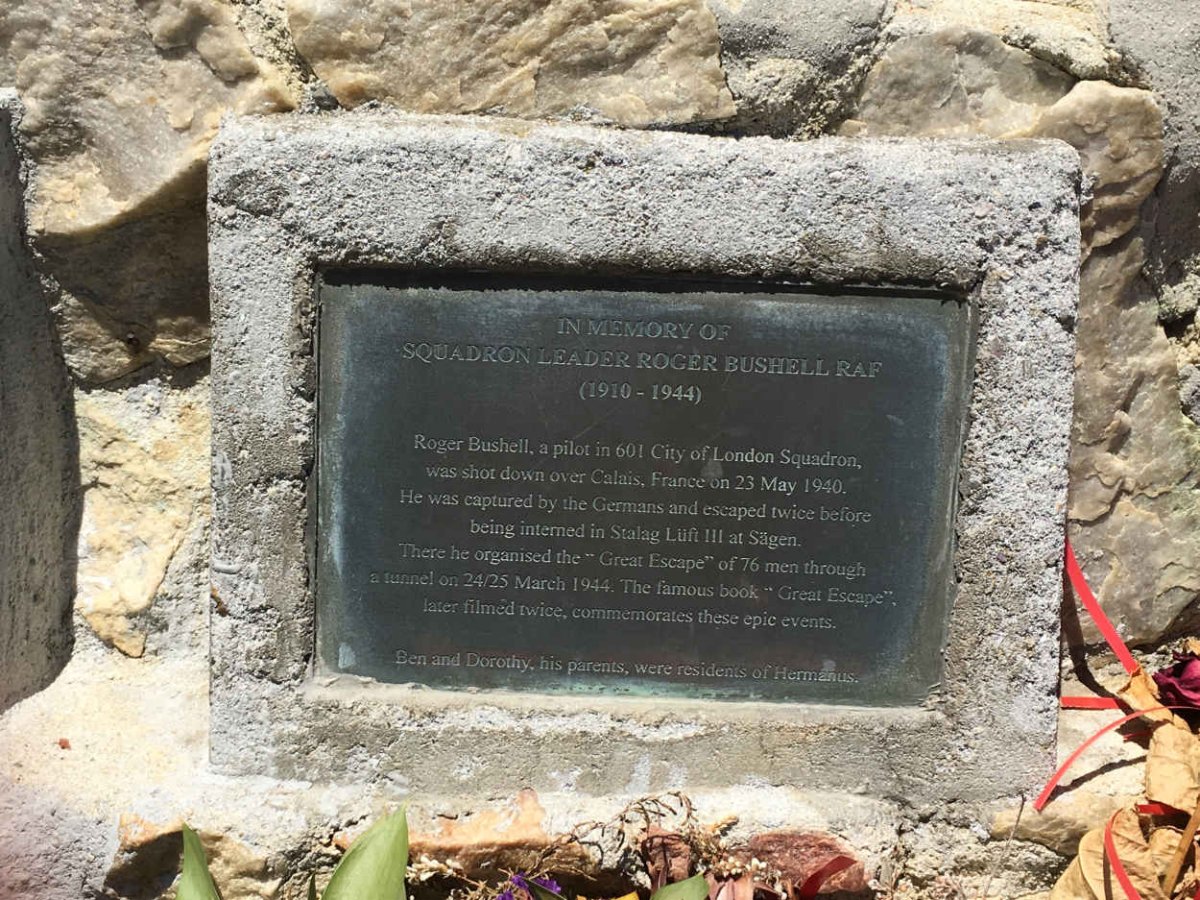 IN MEMORY OF
SQUADRON LEADER ROGER BUSHELL RAF
(1910 - 1944)
Roger Bushell, a pilot in 601 City of London Squadron,
was shot down over Calais, France on 23 May 1940.
He was captured by the Germans and escaped twice before
being interned in Stalag Lüft III at Sägen.
There he organised the “ Great Escape” of 76 men through
a tunnel on 24/25 March 1944. The famous book “ Great Escape”,
later filmed twice, commemorates these epic events.
Ben and Dorothy, his parents, were residents of Hermanus.